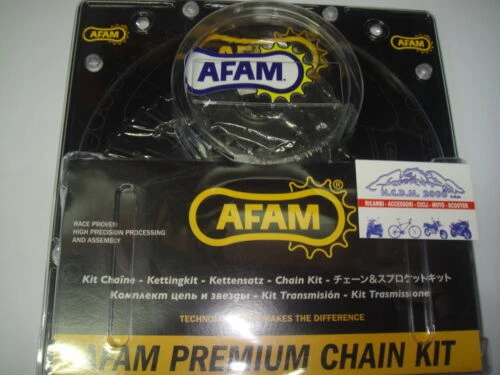 AFAM
AFAM
AFAM
M.C.D.M. 2000
RICAMBI - ACCESSORI - CICLI - MOTO - SCOOTER
AFAM®
RACE PROVEN
HIGH PRECISION PROCESSING
AND ASSEMBLY
Kit Chaîne - Kettingkit - Kettensatz - Chain Kit - チェーン&スプロケットキット
Комплект цепь и звезды - Kit Transmisión - Kit Trasmissione
MAKES THE DIFFERENCE
AFAM PREMIUM CHAIN KIT